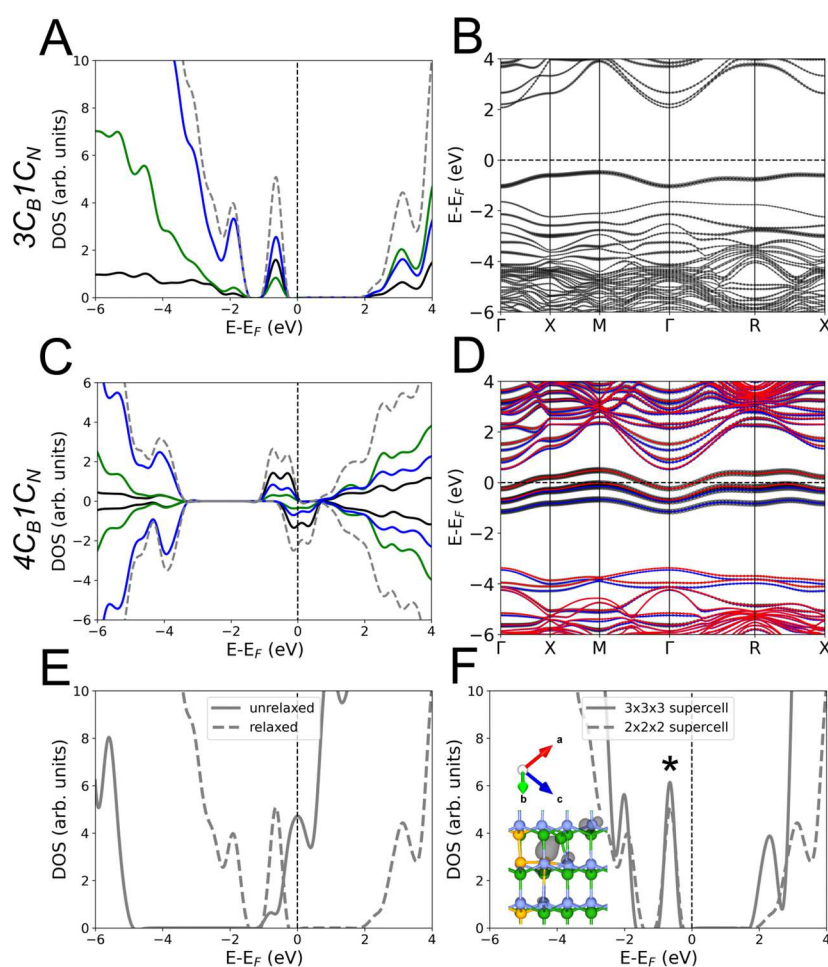 A
B
3C_B1C_N
DOS (arb. units)
10
8
6
4
2
0
−6 −4 −2 0 2 4
E-E_F (eV)
E-E_F (eV)
4
2
0
−2
−4
−6
Γ X M Γ R X
C
D
4C_B1C_N
DOS (arb. units)
6
4
2
0
−2
−4
−6
−6 −4 −2 0 2 4
E-E_F (eV)
E-E_F (eV)
4
2
0
−2
−4
−6
Γ X M Γ R X
E
F
DOS (arb. units)
10
8
6
4
2
0
unrelaxed
relaxed
−6 −4 −2 0 2 4
E-E_F (eV)
DOS (arb. units)
10
8
6
4
2
0
3x3x3 supercell
2x2x2 supercell
*
a
b c
−6 −4 −2 0 2 4
E-E_F (eV)